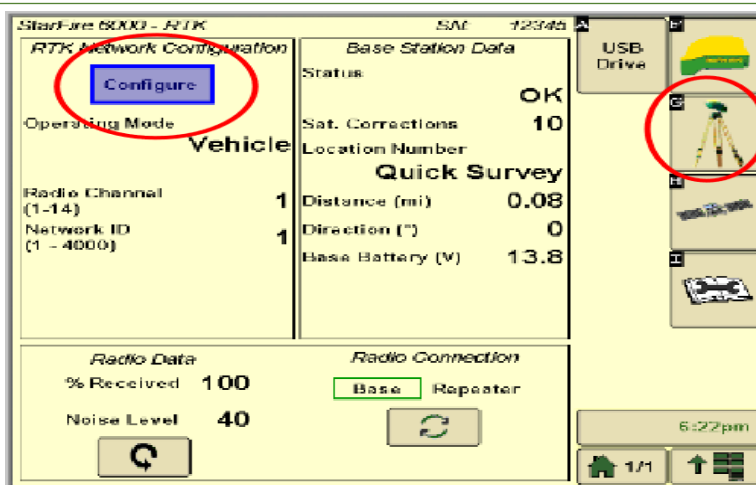 StarFire 6000 - RTK
SN: 12345
RTK Network Configuration
Configure
Operating Mode
Vehicle
Radio Channel
(1-14)
1
Network ID
(1 - 4000)
1
Base Station Data
Status
OK
Sat. Corrections 10
Location Number
Quick Survey
Distance (mi) 0.08
Direction (°) 0
Base Battery (V) 13.8
Radio Data
% Received 100
Noise Level 40
Radio Connection
Base Repeater
A
USB
Drive
F
G
H
I
6:22pm
1/1